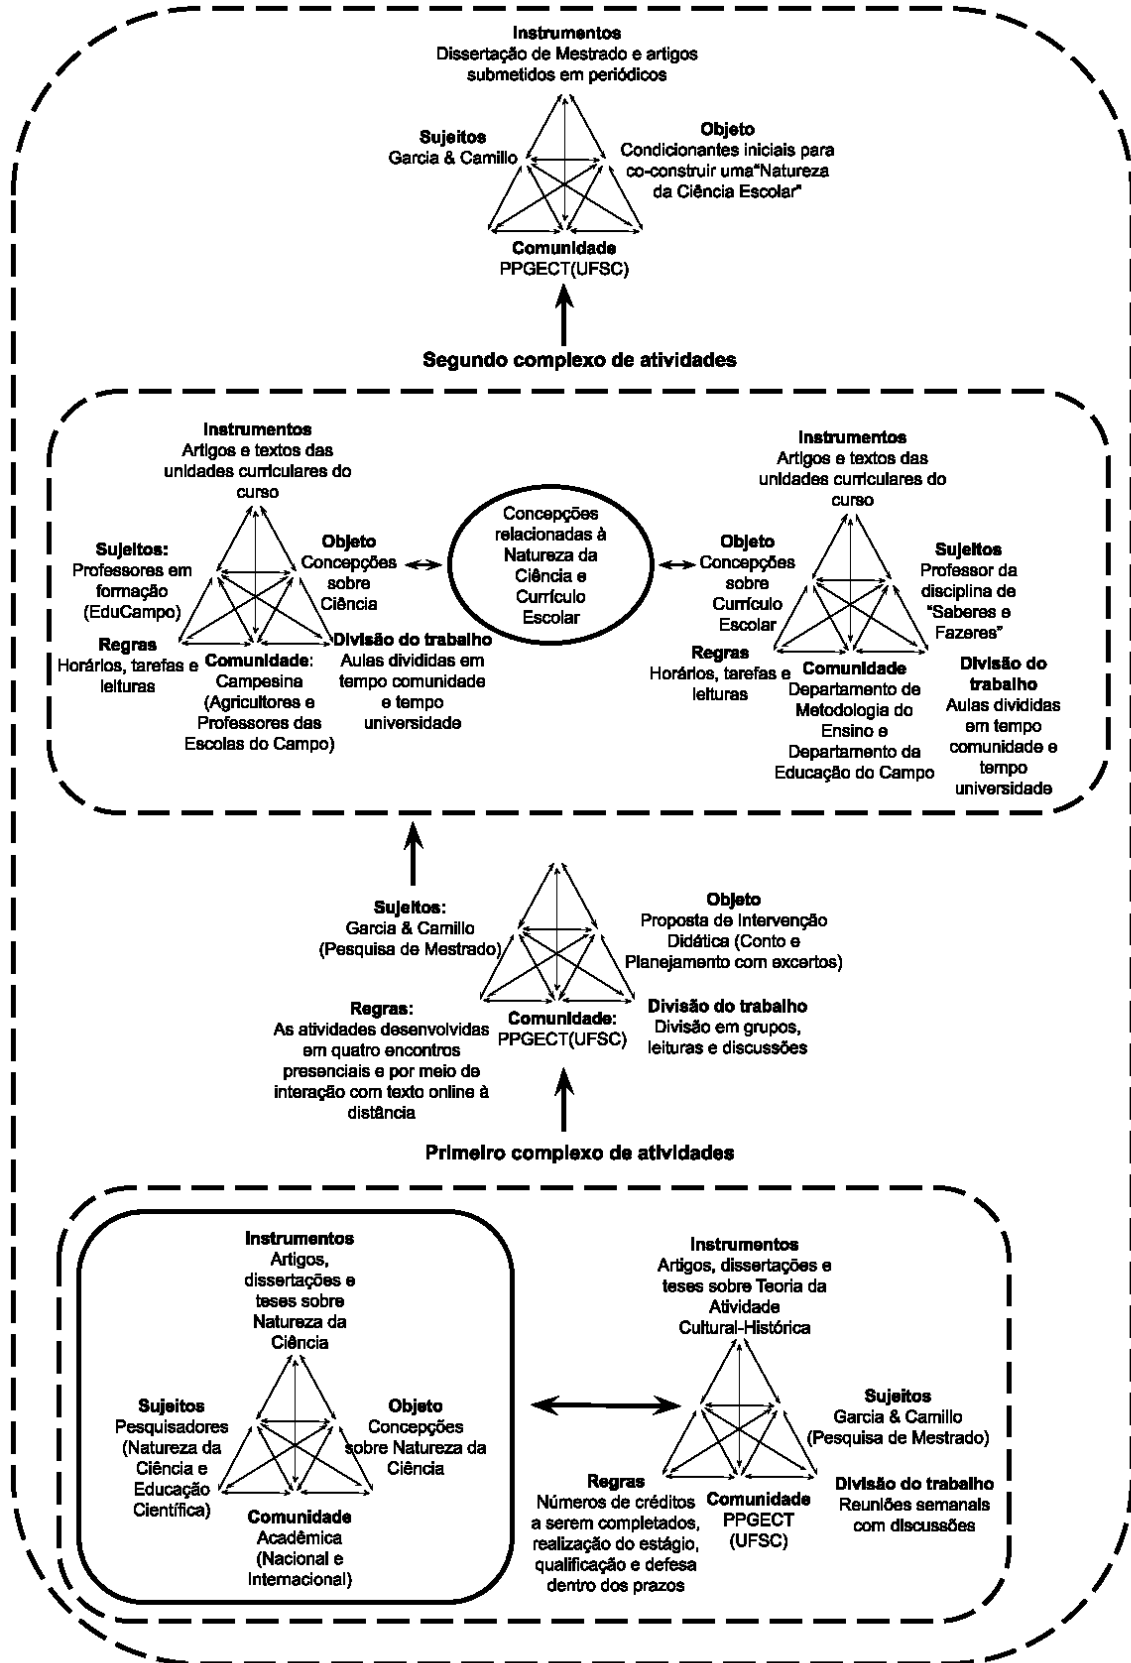 Instrumentos
Dissertação de Mestrado e artigos
submetidos em periódicos
Sujeitos
Garcia & Camillo
Objeto
Condicionantes iniciais para
co-construir uma“Natureza
da Ciência Escolar”
Comunidade
PPGECT(UFSC)
Segundo complexo de atividades
Instrumentos
Artigos e textos das
unidades curriculares do
curso
Sujeitos:
Professores em
formação
(EduCampo)
Objeto
Concepções
sobre
Ciência
Regras
Horários, tarefas e
leituras
Comunidade:
Campesina
(Agricultores e
Professores das
Escolas do Campo)
Divisão do trabalho
Aulas divididas em
tempo comunidade
e tempo
universidade
Concepções
relacionadas à
Natureza da
Ciência e
Currículo
Escolar
Instrumentos
Artigos e textos das
unidades curriculares do
curso
Objeto
Concepções
sobre
Currículo
Escolar
Sujeitos
Professor da
disciplina de
“Saberes e
Fazeres”
Regras
Horários, tarefas e
leituras
Comunidade
Departamento de
Metodologia do
Ensino e
Departamento da
Educação do Campo
Divisão do
trabalho
Aulas divididas
em tempo
comunidade e
tempo
universidade
Sujeitos:
Garcia & Camillo
(Pesquisa de Mestrado)
Objeto
Proposta de Intervenção
Didática (Conto e
Planejamento com excertos)
Regras:
As atividades desenvolvidas
em quatro encontros
presenciais e por meio de
interação com texto online à
distância
Comunidade:
PPGECT(UFSC)
Divisão do trabalho
Divisão em grupos,
leituras e discussões
Primeiro complexo de atividades
Instrumentos
Artigos,
dissertações e
teses sobre
Natureza da
Ciência
Sujeitos
Pesquisadores
(Natureza da
Ciência e
Educação
Científica)
Objeto
Concepções
sobre Natureza da
Ciência
Comunidade
Acadêmica
(Nacional e
Internacional)
Instrumentos
Artigos, dissertações e
teses sobre Teoria da
Atividade
Cultural-Histórica
Sujeitos
Garcia & Camillo
(Pesquisa de Mestrado)
Regras
Números de créditos
a serem completados,
realização do estágio,
qualificação e defesa
dentro dos prazos
Comunidade
PPGECT
(UFSC)
Divisão do trabalho
Reuniões semanais
com discussões